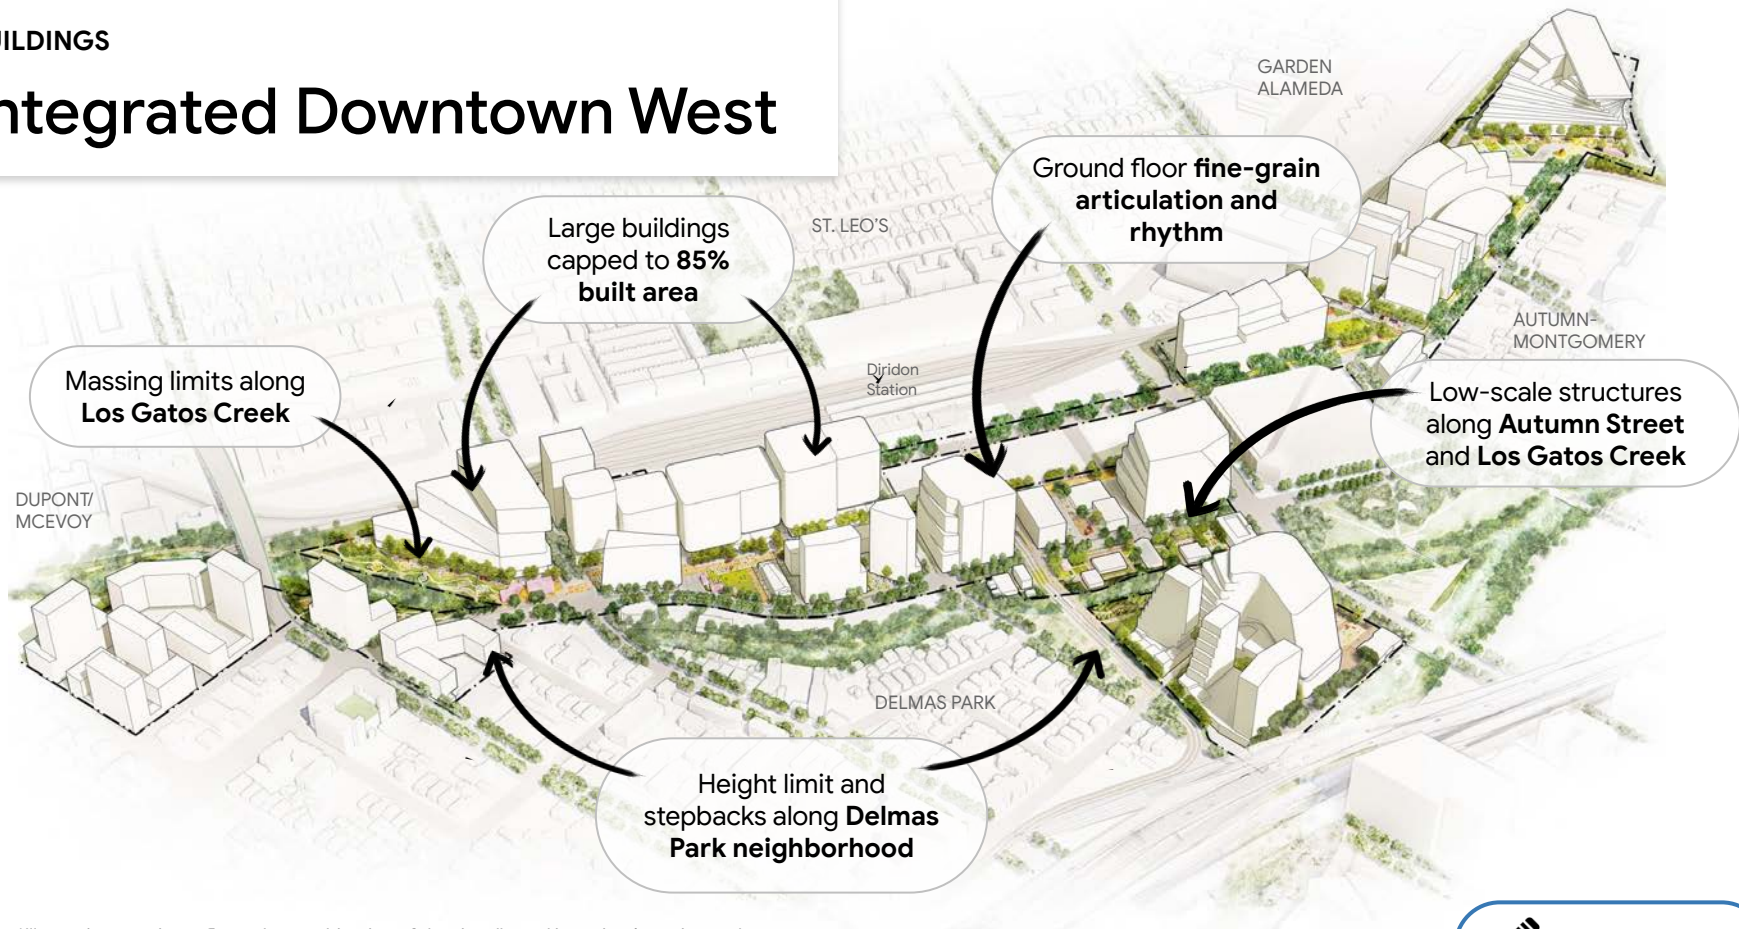 UILDINGS
ntegrated Downtown West
GARDEN
ALAMEDA
Ground floor fine-grain
articulation and
rhythm
Large buildings
capped to 85%
built area
ST. LEO'S
AUTUMN-
MONTGOMERY
Massing limits along
Los Gatos Creek
Diridon
Station
Low-scale structures
along Autumn Street
and Los Gatos Creek
DUPONT/
MCEVOY
DELMAS PARK
Height limit and
stepbacks along Delmas
Park neighborhood